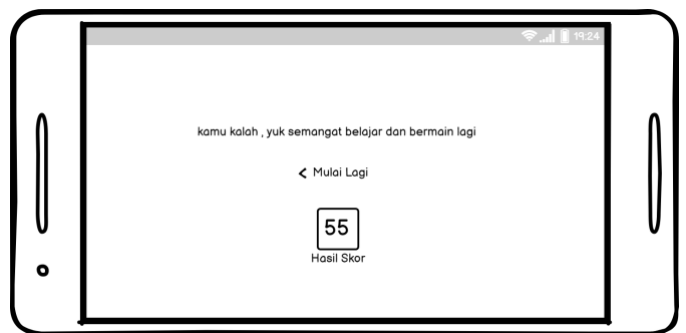 19:24
kamu kalah , yuk semangat belajar dan bermain lagi
Mulai Lagi
55
Hasil Skor